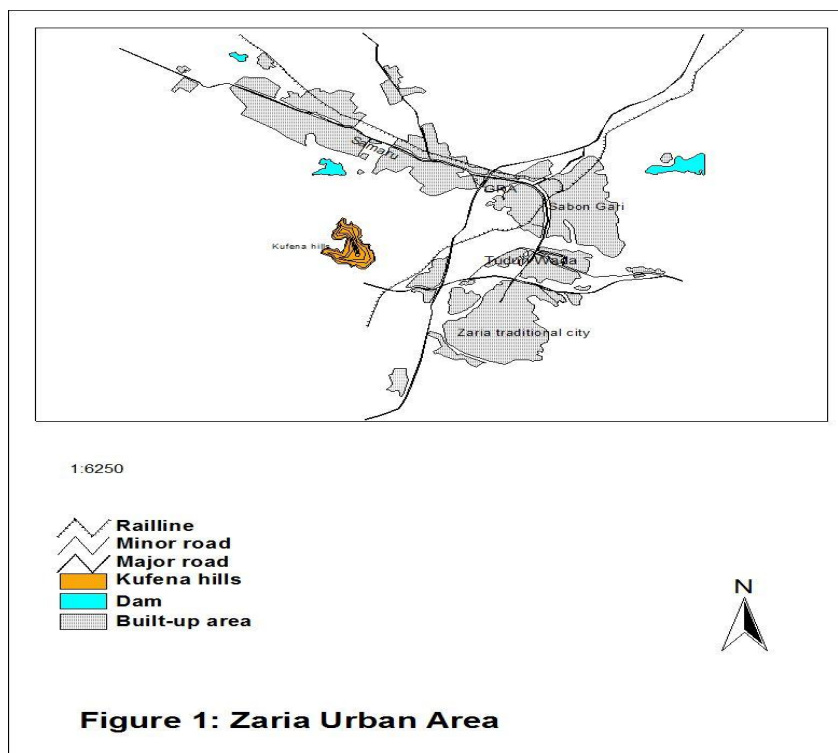 Samaru
GRA
Sabon Gari
Kufena hills
Tudun Wada
Zaria traditional city
1:6250
Railline
Minor road
Major road
Kufena hills
Dam
Built-up area
N
Figure 1: Zaria Urban Area